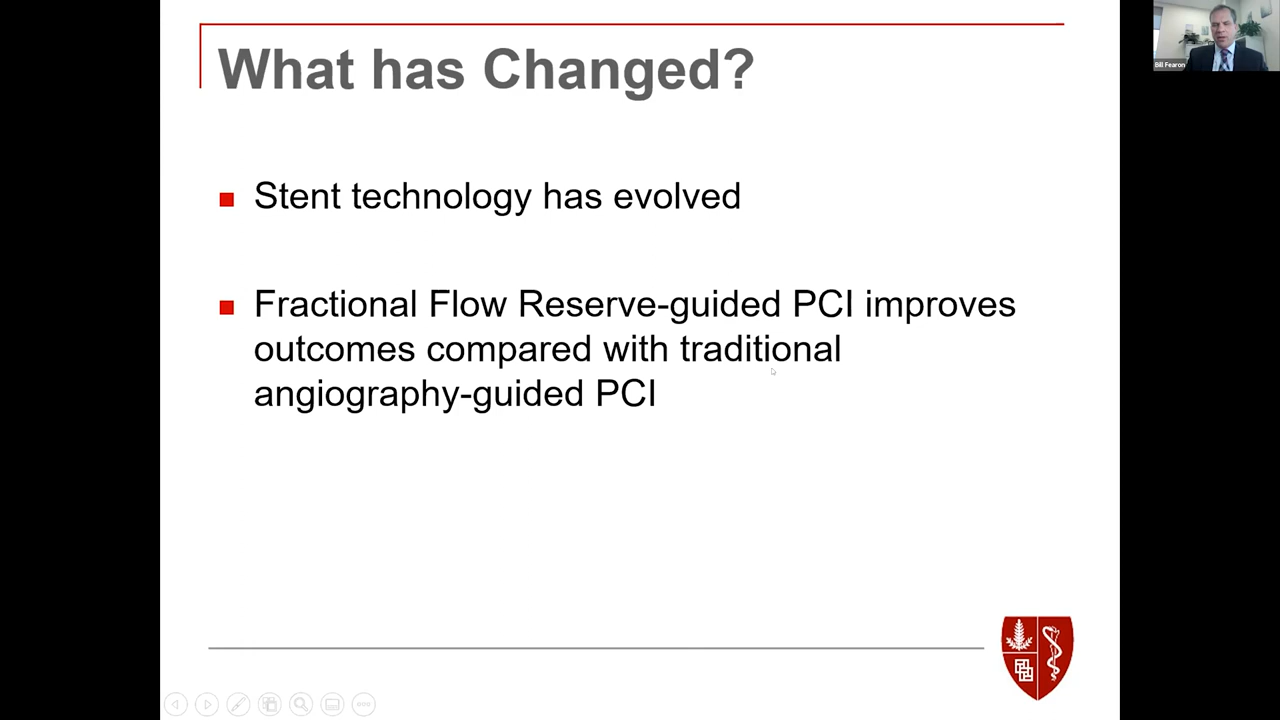 What has Changed?
Bill Fearon
Stent technology has evolved
Fractional Flow Reserve-guided PCI improves
outcomes compared with traditional
angiography-guided PCI